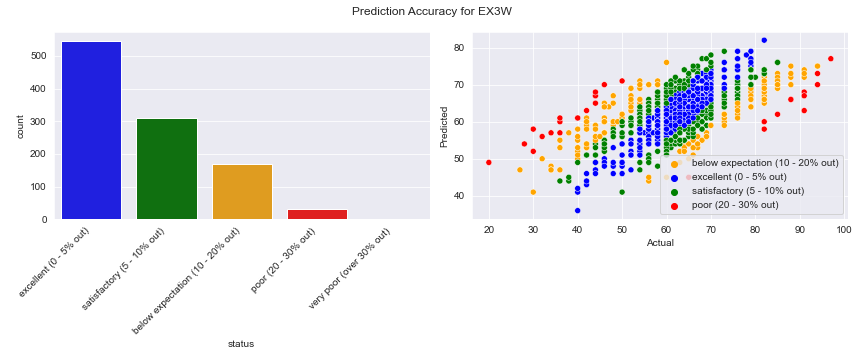 Prediction Accuracy for EX3W
count
500
400
300
200
100
0
excellent (0 - 5% out)
satisfactory (5 - 10% out)
below expectation (10 - 20% out)
poor (20 - 30% out)
very poor (over 30% out)
status
Predicted
80
70
60
50
40
below expectation (10 - 20% out)
excellent (0 - 5% out)
satisfactory (5 - 10% out)
poor (20 - 30% out)
20 30 40 50 60 70 80 90 100
Actual